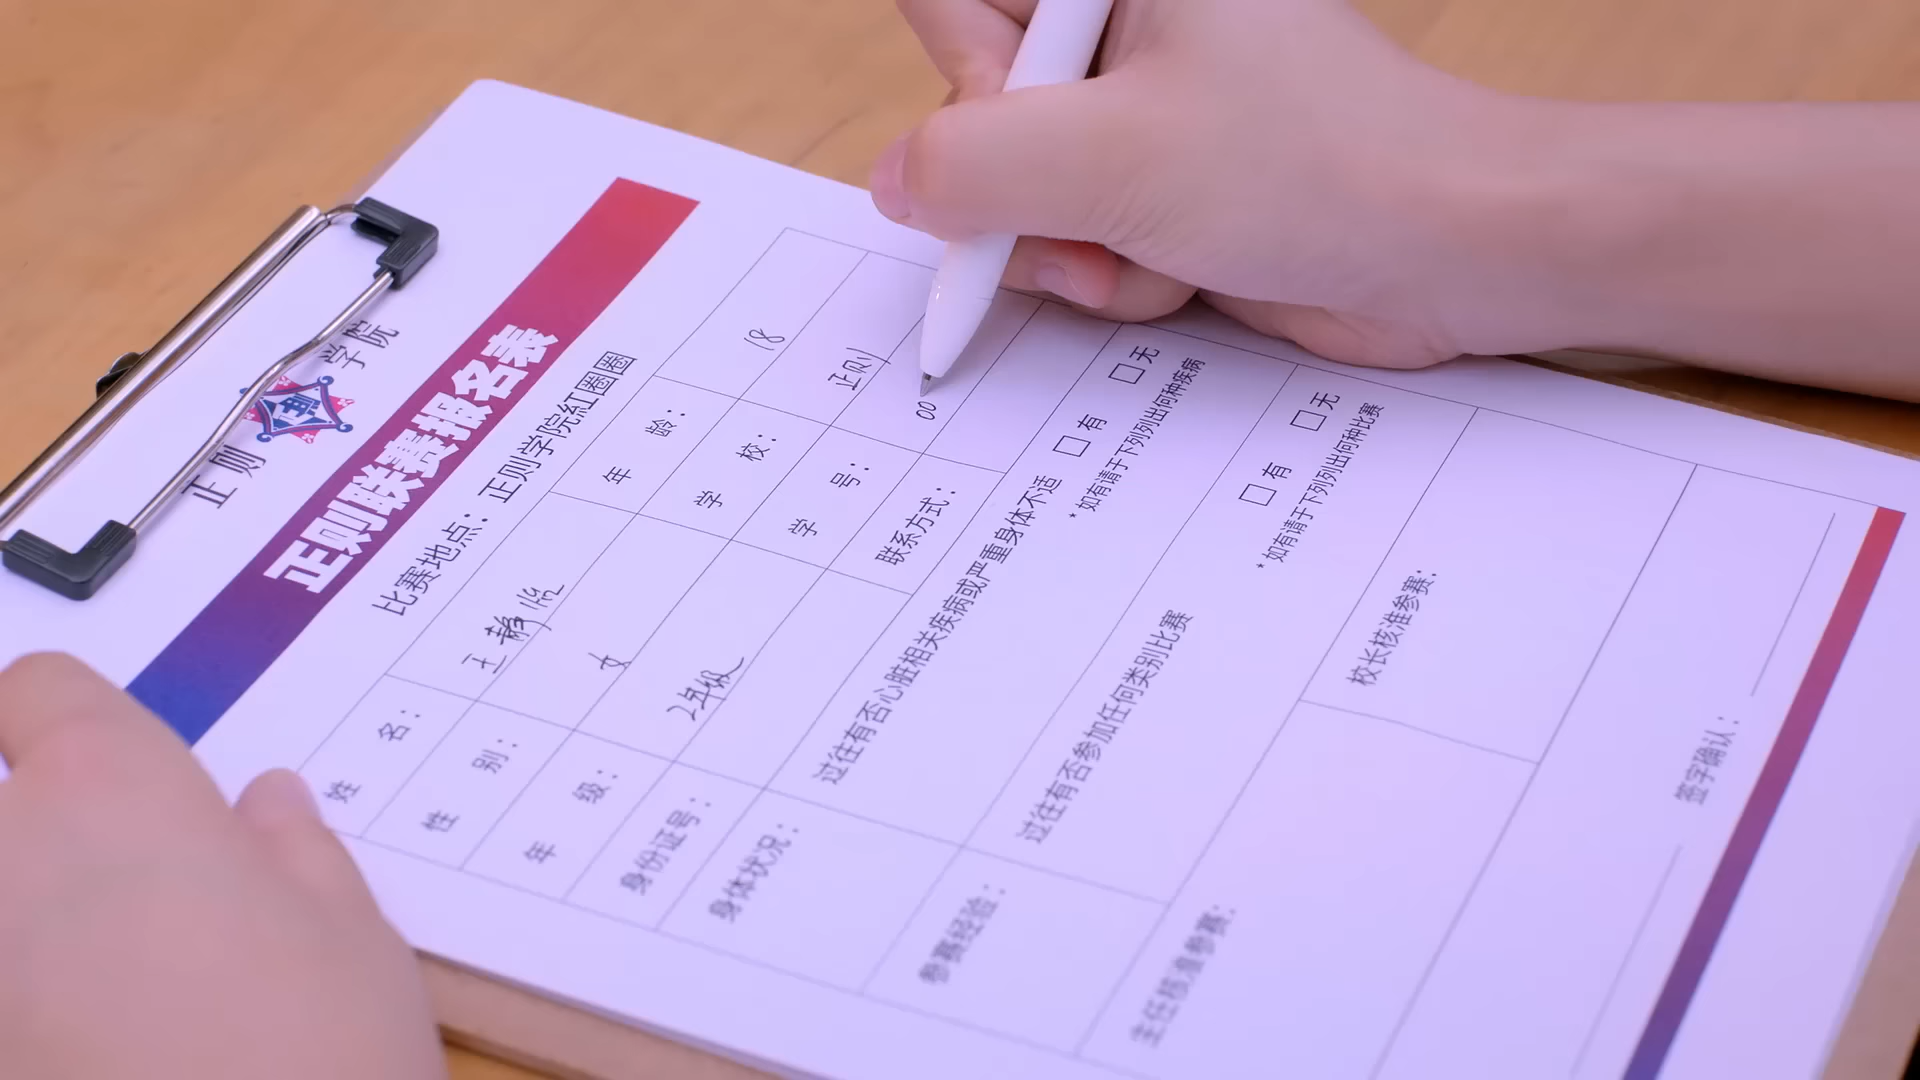 正则学院
正则联赛报名表
比赛地点：正则学院紅圈圈
姓名：王静怡
年龄：18
性别：女
学校：正则
年级：2年级
学号：00
身份证号：
联系方式：
身体状况：
过往有否心脏相关疾病或严重身体不适
□有 □无
*如有请于下列列出何种疾病
参赛经验：
过往有否参加任何类别比赛
□有 □无
*如有请于下列列出何种比赛
主任核准参赛：
校长核准参赛：
签字确认：